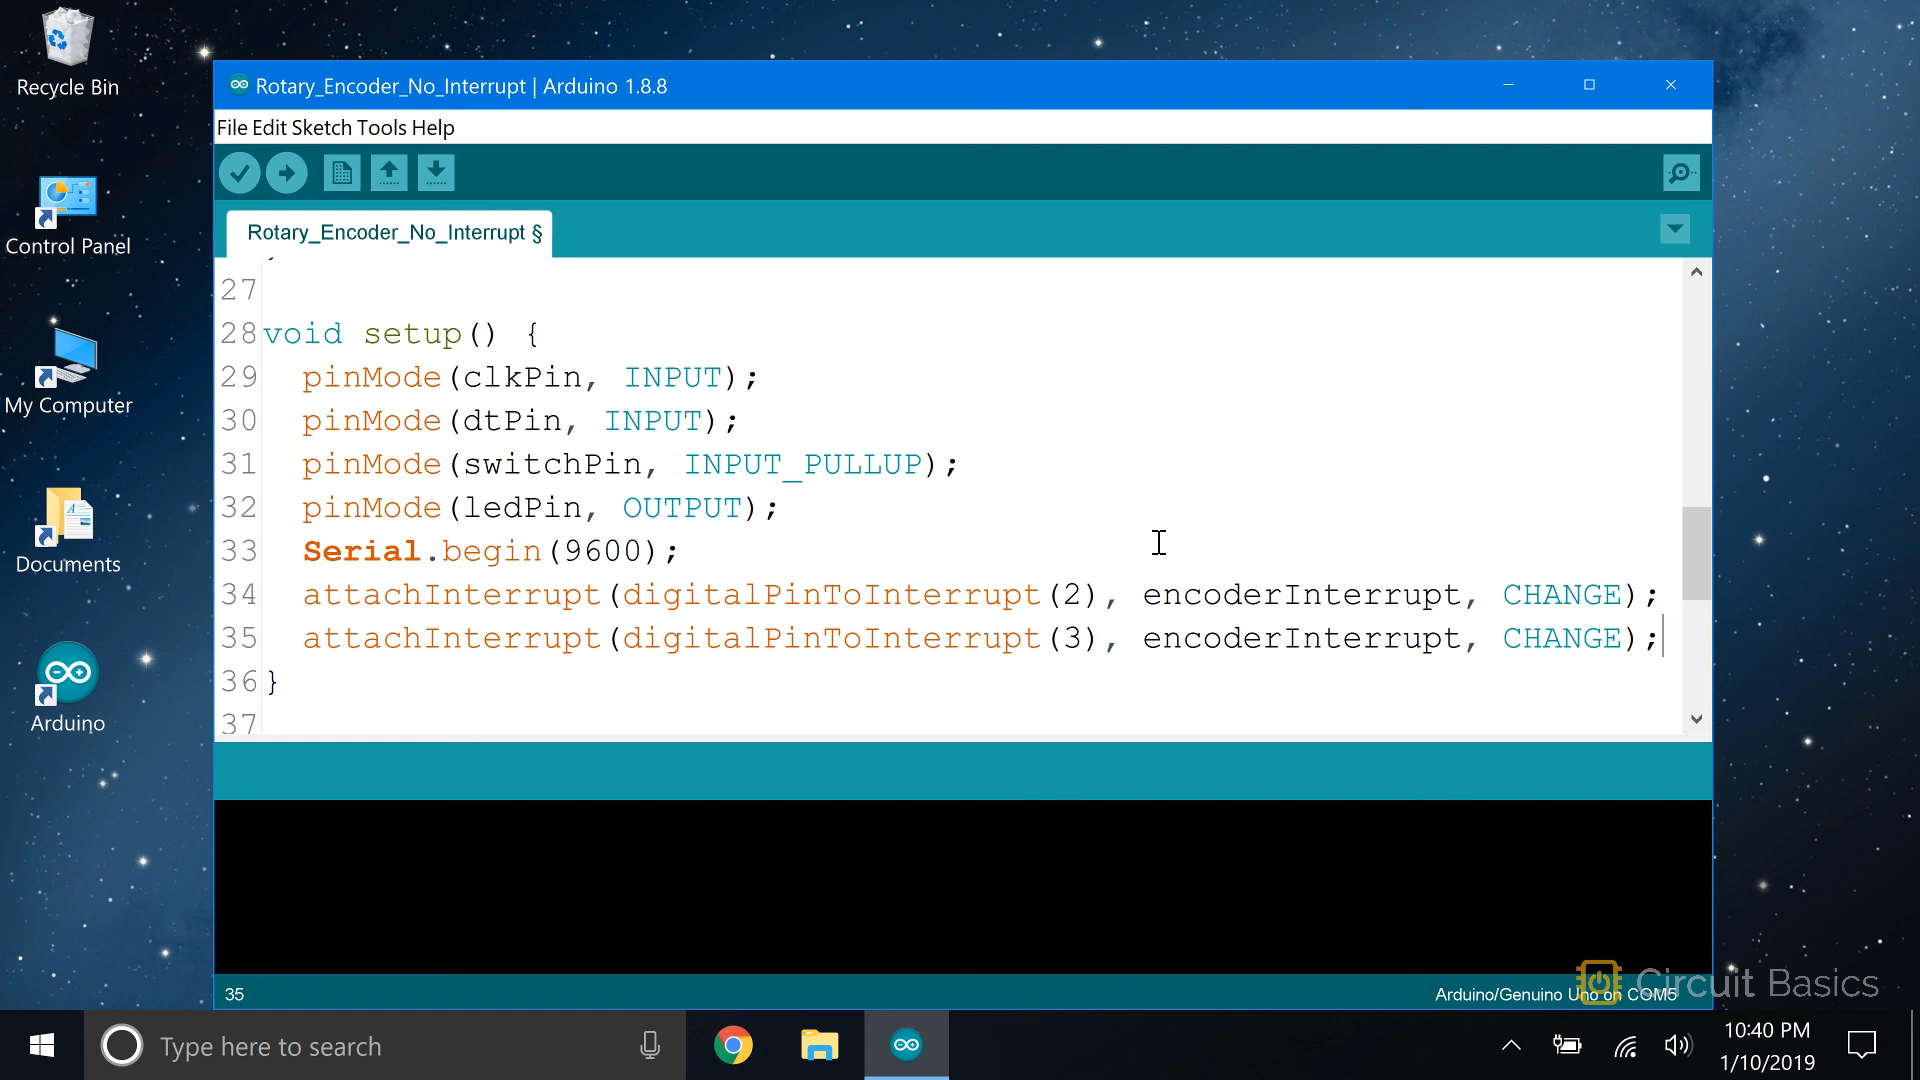 Recycle Bin
Control Panel
My Computer
Documents
Arduino
Rotary_Encoder_No_Interrupt | Arduino 1.8.8
File Edit Sketch Tools Help
Rotary_Encoder_No_Interrupt §
27
28 void setup() {
29 pinMode(clkPin, INPUT);
30 pinMode(dtPin, INPUT);
31 pinMode(switchPin, INPUT_PULLUP);
32 pinMode(ledPin, OUTPUT);
33 Serial.begin(9600);
34 attachInterrupt(digitalPinToInterrupt(2), encoderInterrupt, CHANGE);
35 attachInterrupt(digitalPinToInterrupt(3), encoderInterrupt, CHANGE);
36 }
37
35
Arduino/Genuino Uno on COM5
Circuit Basics
Type here to search
10:40 PM
1/10/2019